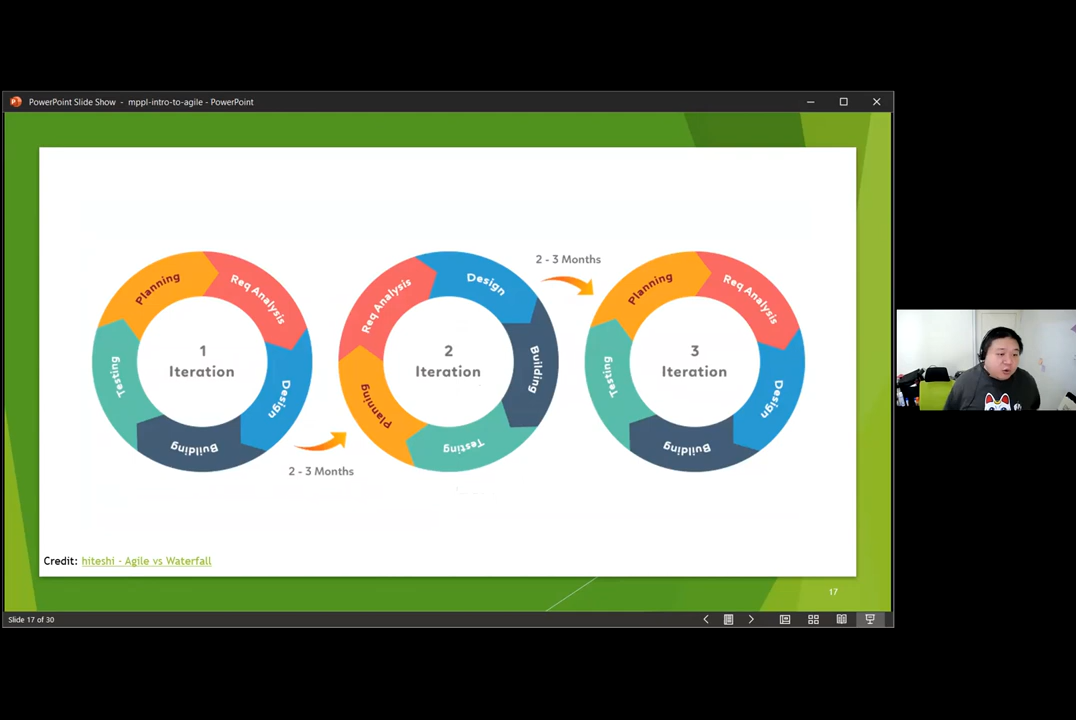 PowerPoint Slide Show - mppl-intro-to-agile - PowerPoint
Planning
Req Analysis
Design
Building
Testing
1
Iteration
2 - 3 Months
Planning
Req Analysis
Design
Building
Testing
2
Iteration
2 - 3 Months
Planning
Req Analysis
Design
Building
Testing
3
Iteration
Credit: hiteshi - Agile vs Waterfall
17
Slide 17 of 30